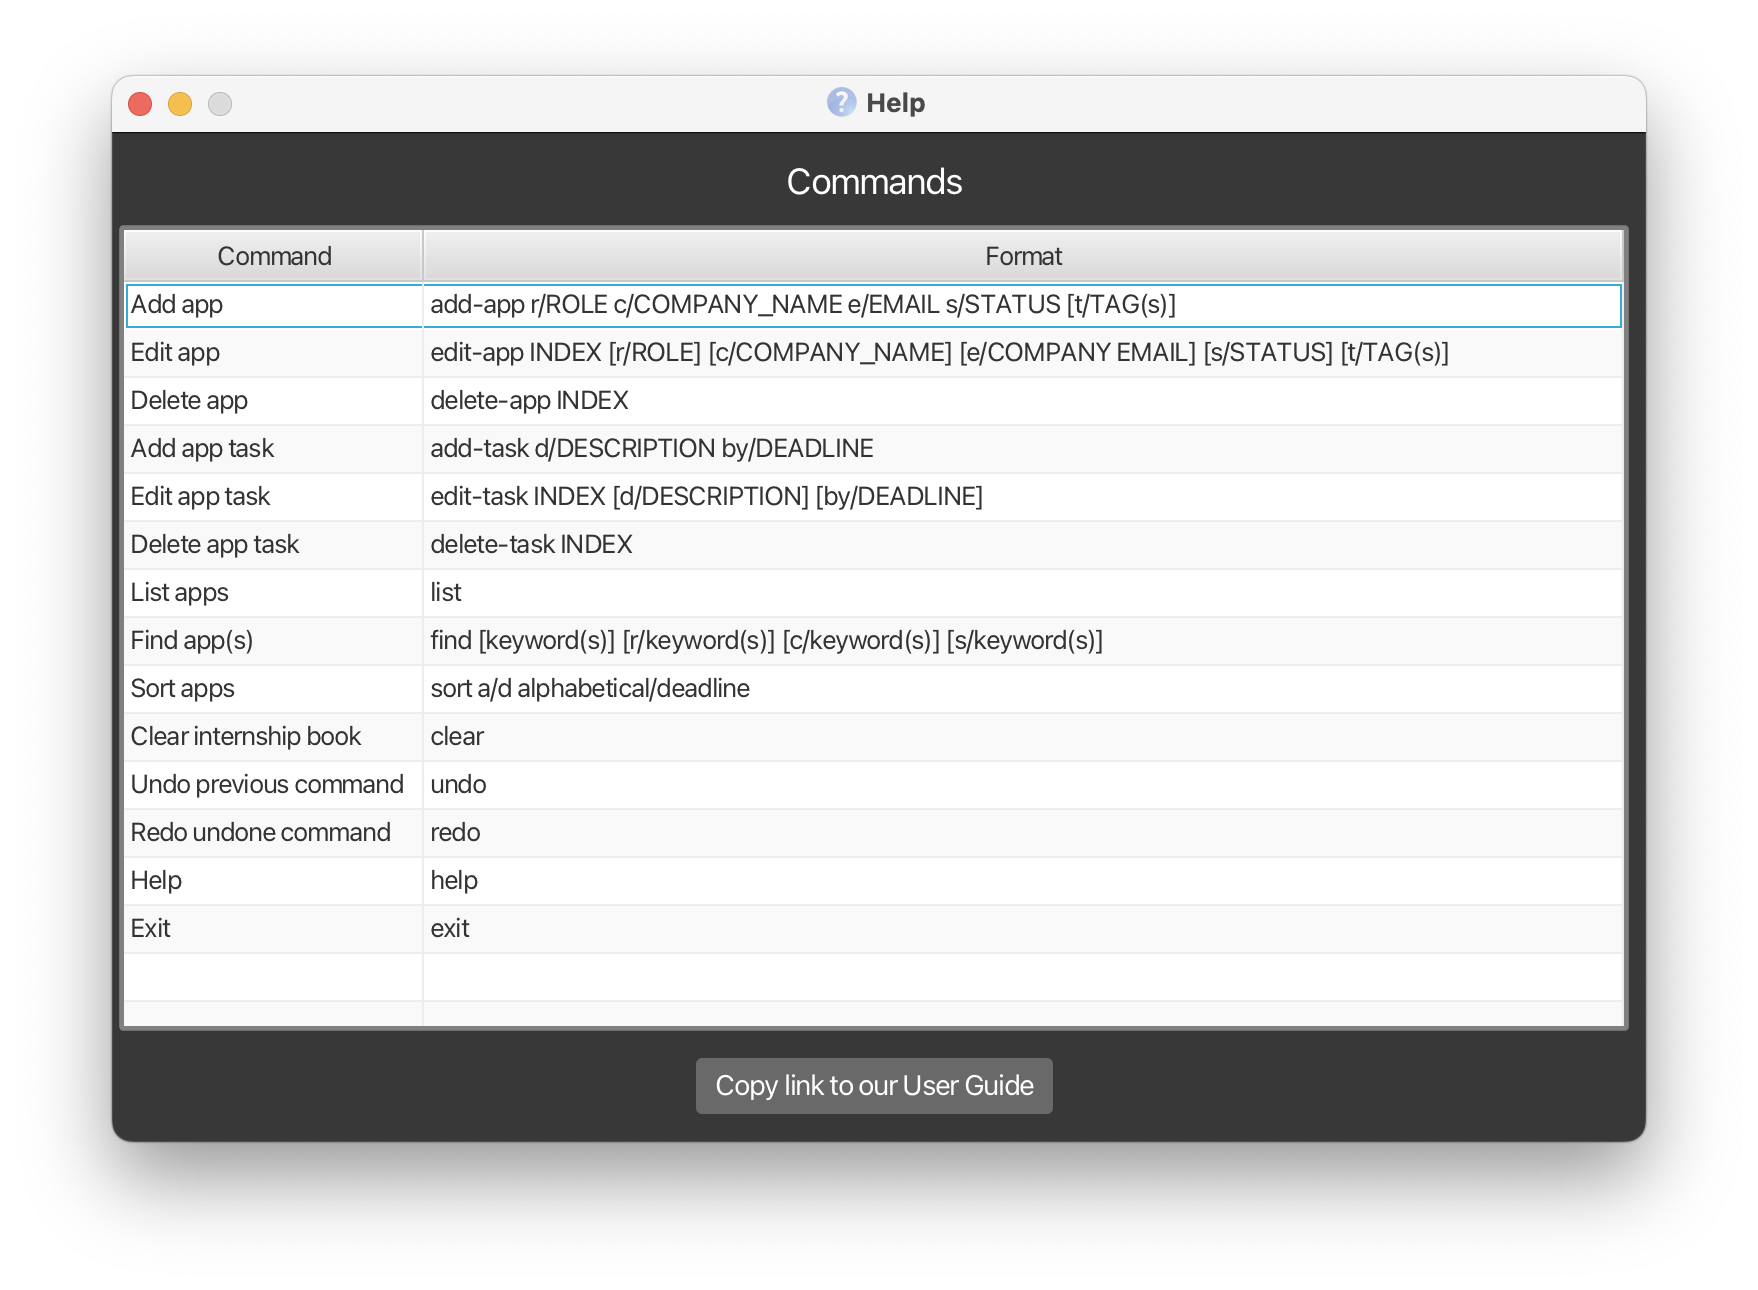 Help
Commands
Command Format
Add app add-app r/ROLE c/COMPANY_NAME e/EMAIL s/STATUS [t/TAG(s)]
Edit app edit-app INDEX [r/ROLE] [c/COMPANY_NAME] [e/COMPANY EMAIL] [s/STATUS] [t/TAG(s)]
Delete app delete-app INDEX
Add app task add-task d/DESCRIPTION by/DEADLINE
Edit app task edit-task INDEX [d/DESCRIPTION] [by/DEADLINE]
Delete app task delete-task INDEX
List apps list
Find app(s) find [keyword(s)] [r/keyword(s)] [c/keyword(s)] [s/keyword(s)]
Sort apps sort a/d alphabetical/deadline
Clear internship book clear
Undo previous command undo
Redo undone command redo
Help help
Exit exit
Copy link to our User Guide